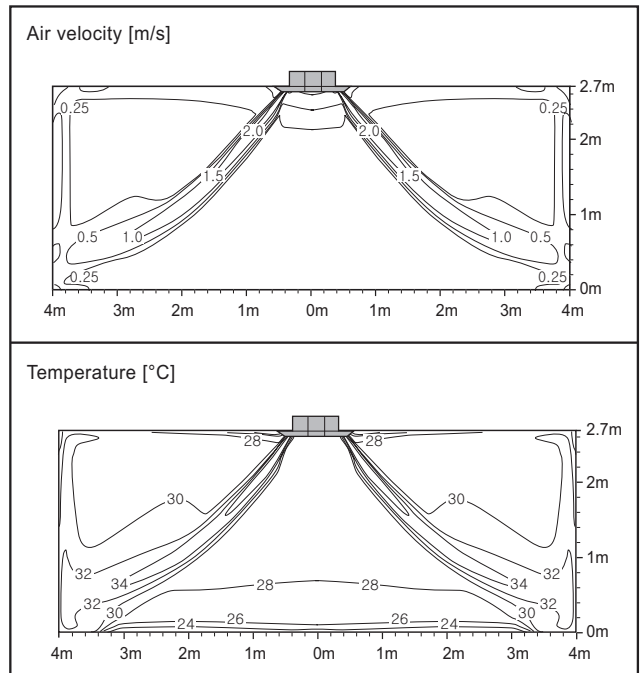 Air velocity [m/s]
2.7m
0.25 0.25
2.0 2.0
2m
1.5 1.5
1m
0.5 1.0 1.0 0.5
0.25 0.25
0m
4m 3m 2m 1m 0m 1m 2m 3m 4m
Temperature [°C]
2.7m
28 28
2m
30 30
1m
32 34 34 32
28 28
32 30 30 32
26 26
24 24
0m
4m 3m 2m 1m 0m 1m 2m 3m 4m